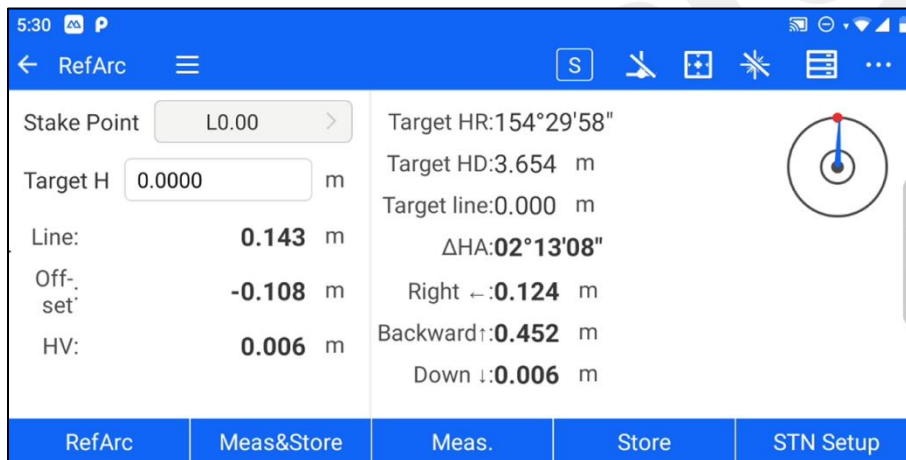 5:30
RefArc
S
Stake Point L0.00
Target H 0.0000 m
Line: 0.143 m
Off-set: -0.108 m
HV: 0.006 m
Target HR:154°29'58"
Target HD:3.654 m
Target line:0.000 m
ΔHA:02°13'08"
Right ←:0.124 m
Backward↑:0.452 m
Down ↓:0.006 m
RefArc Meas&Store Meas. Store STN Setup